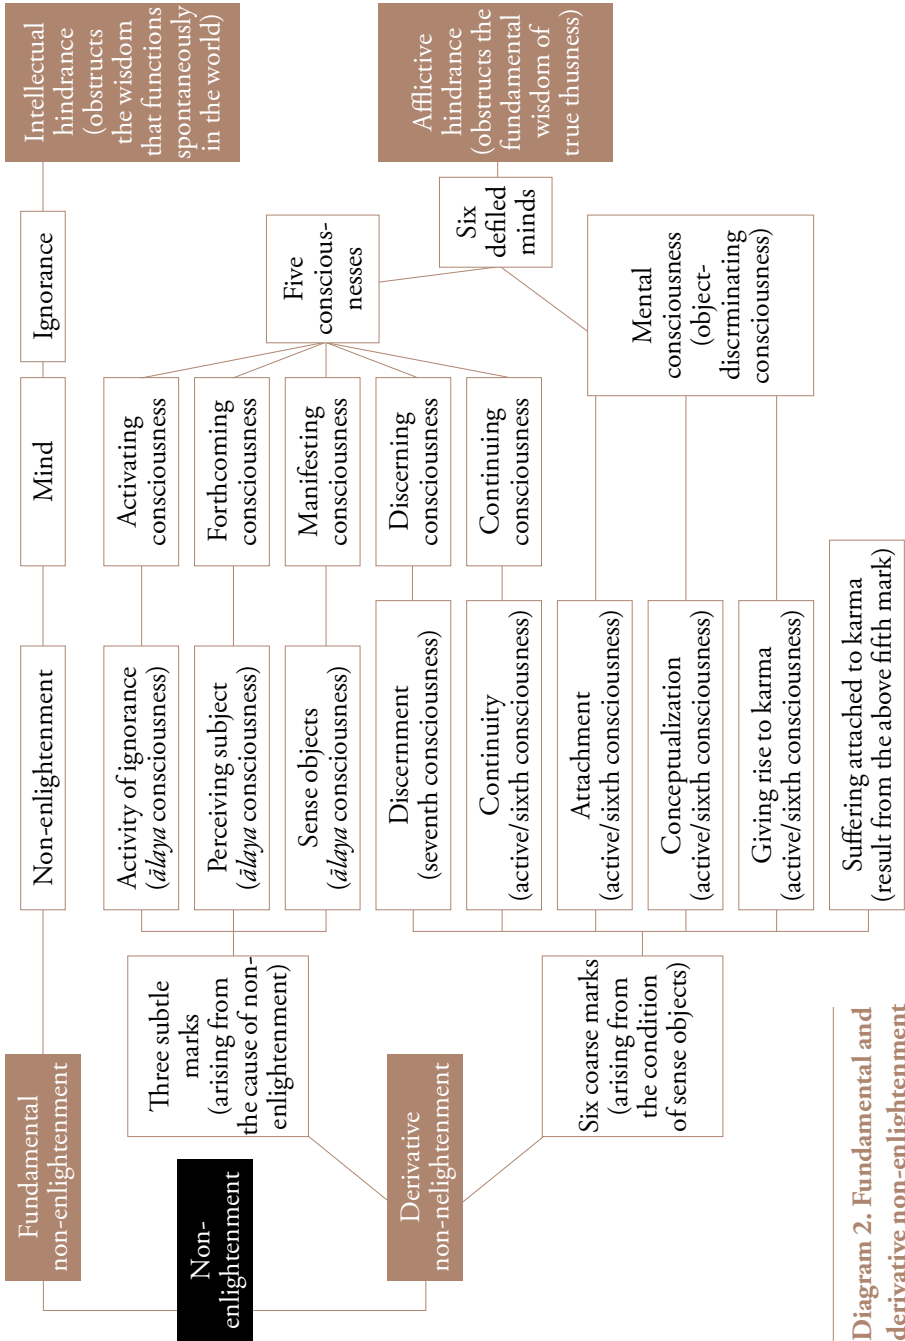 Non-
enlightenment
Fundamental
non-enlightenment
Non-enlightenment
Mind
Ignorance
Intellectual
hindrance
(obstructs
the wisdom
that functions
spontaneously
in the world)
Derivative
non-nelightenment
Three subtle
marks
(arising from
the cause of non-
enlightenment)
Activity of ignorance
(ālaya consciousness)
Activating
consciousness
Perceiving subject
(ālaya consciousness)
Forthcoming
consciousness
Sense objects
(ālaya consciousness)
Manifesting
consciousness
Six coarse marks
(arising from
the condition
of sense objects)
Discernment
(seventh consciousness)
Discerning
consciousness
Continuity
(active/sixth consciousness)
Continuing
consciousness
Attachment
(active/sixth consciousness)
Conceptualization
(active/sixth consciousness)
Giving rise to karma
(active/sixth consciousness)
Suffering attached to karma
(result from the above fifth mark)
Five
conscious-
nesses
Mental
consciousness
(object-
discrminating
consciousness)
Six
defiled
minds
Afflictive
hindrance
(obstructs the
fundamental
wisdom of
true thusness)
Diagram 2. Fundamental and
derivative non-enlightenment